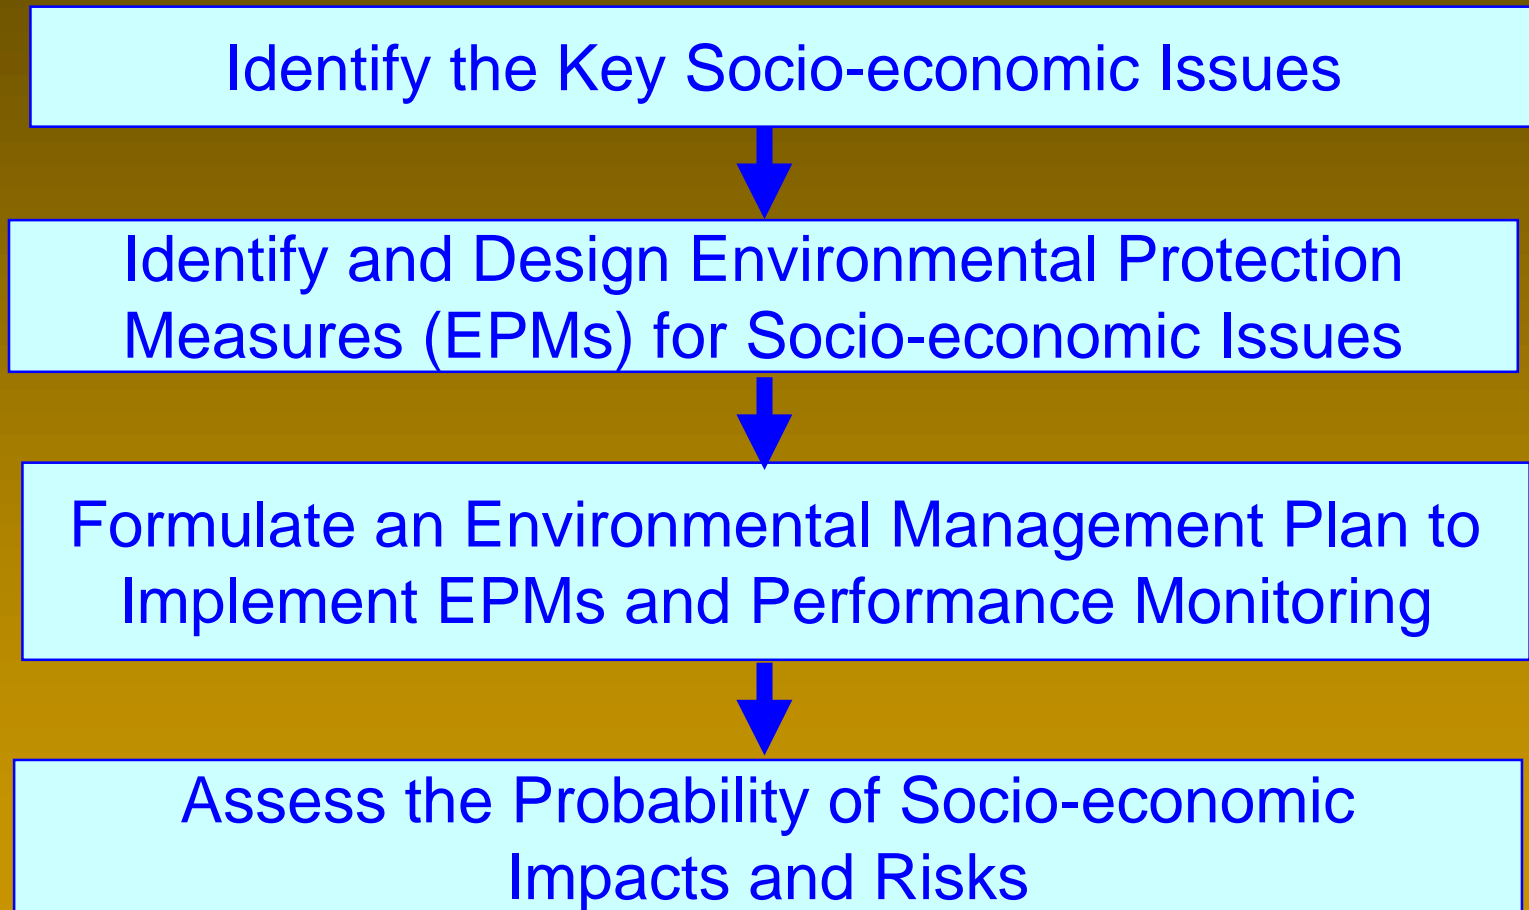 Identify the Key Socio-economic Issues
Identify and Design Environmental Protection
Measures (EPMs) for Socio-economic Issues
Formulate an Environmental Management Plan to
Implement EPMs and Performance Monitoring
Assess the Probability of Socio-economic
Impacts and Risks